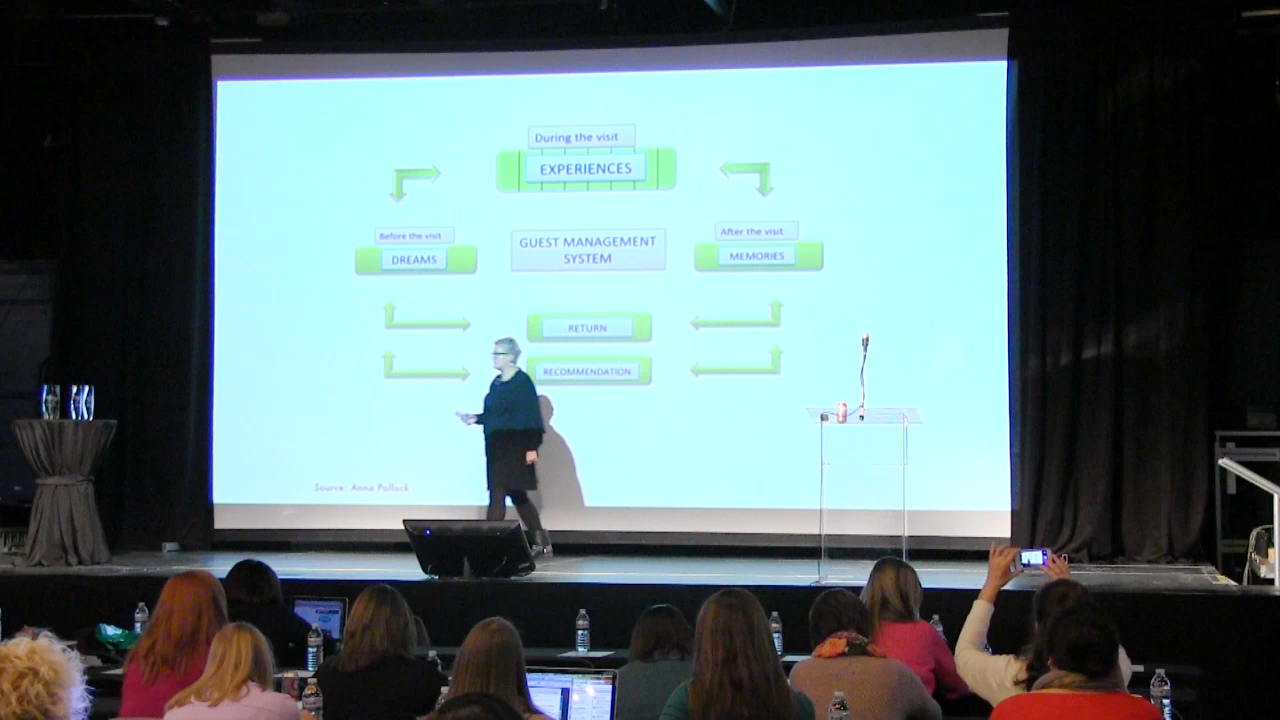 During the visit
EXPERIENCES
Before the visit
DREAMS
GUEST MANAGEMENT
SYSTEM
After the visit
MEMORIES
RETURN
RECOMMENDATION
Source: Anna Pollock